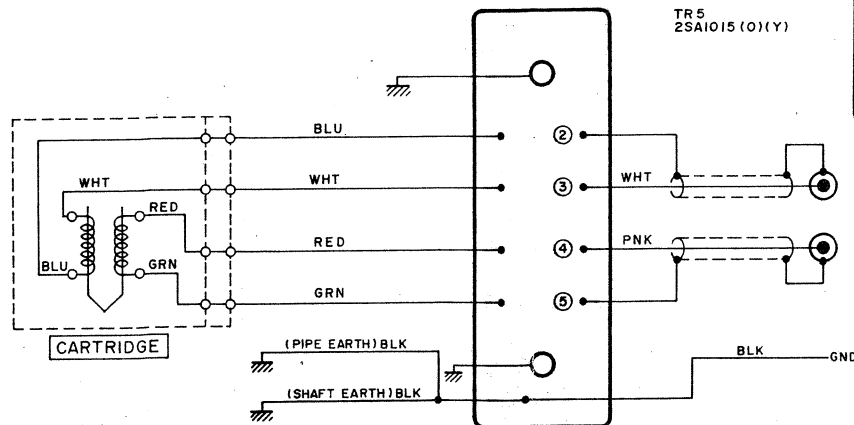 TR5
2SA1015(O)(Y)
BLU
②
WHT
WHT
③
WHT
RED
RED
④
PNK
BLU
GRN
GRN
⑤
CARTRIDGE
(PIPE EARTH)BLK
BLK
GND
(SHAFT EARTH)BLK